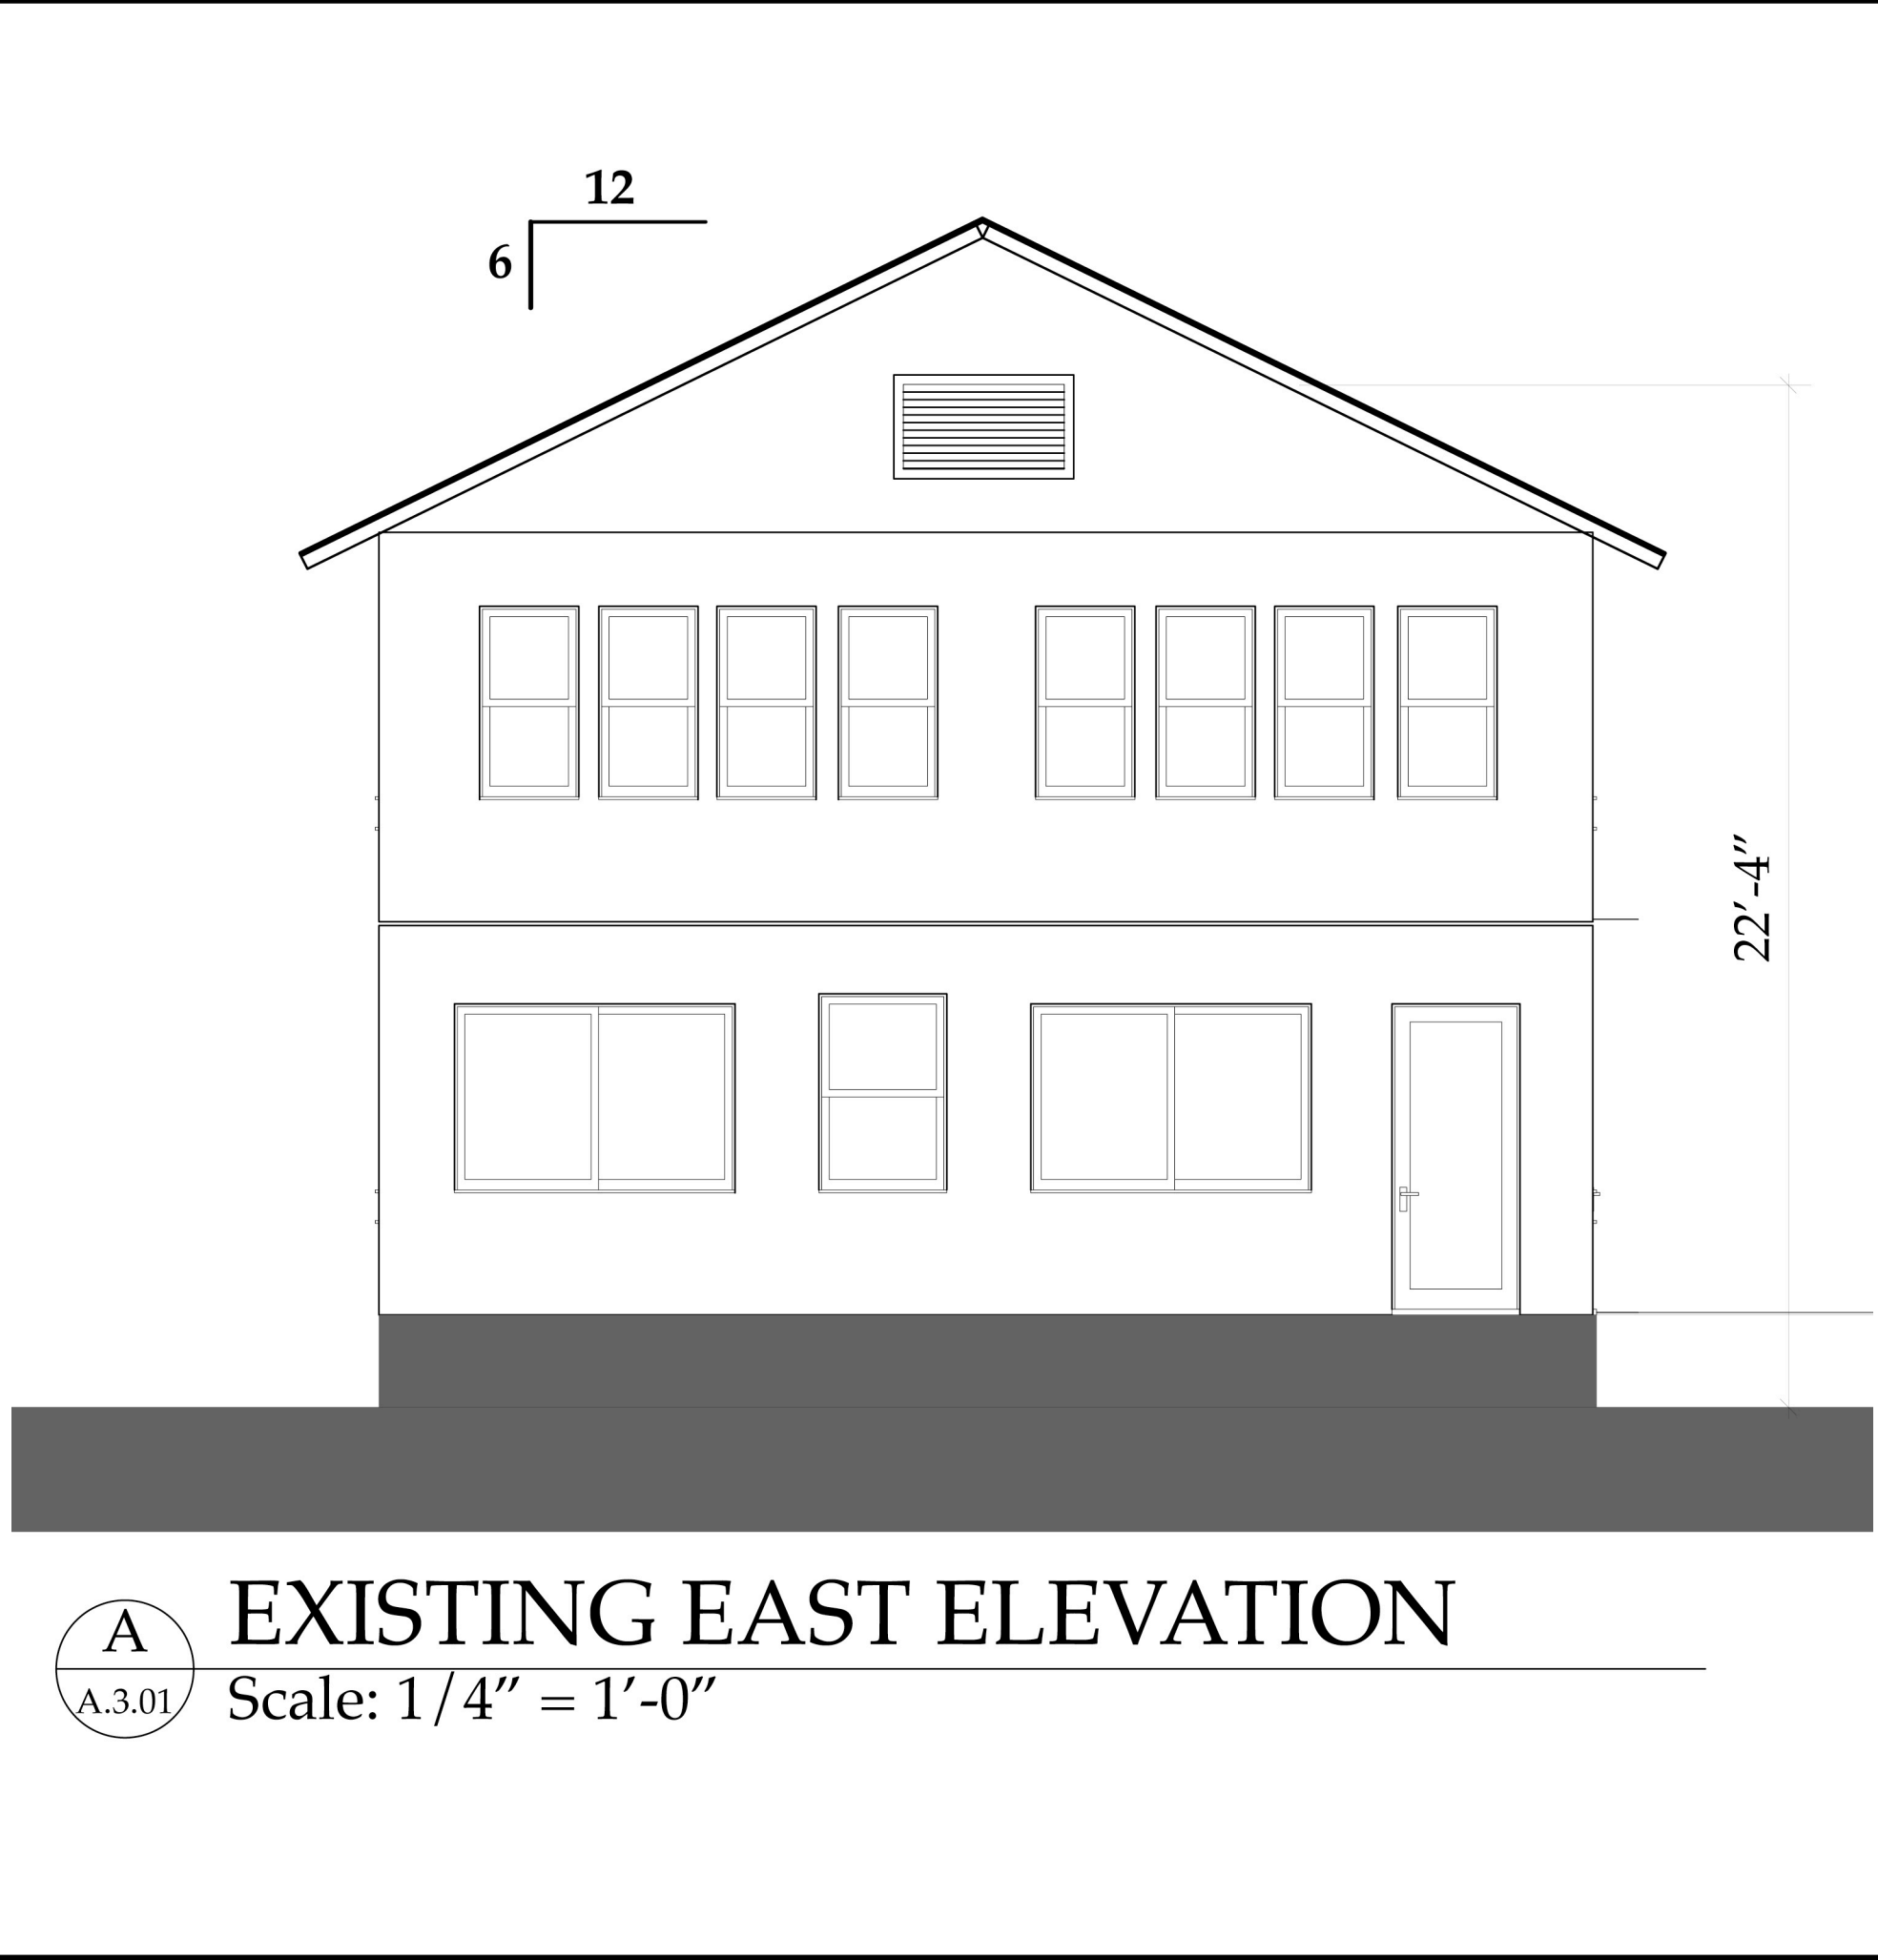 12
6
22'-4"
A
EXISTING EAST ELEVATION
A.3.01
Scale: 1/4" = 1'-0"